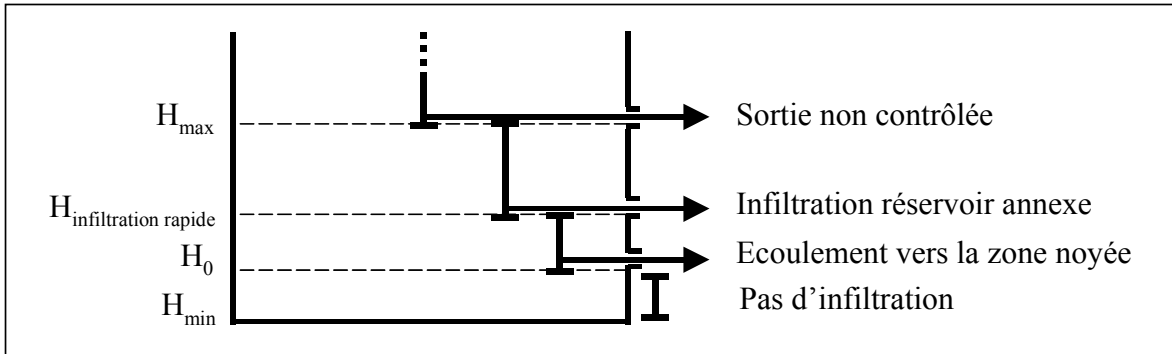 H_max Sortie non contrôlée
H_infiltration rapide Infiltration réservoir annexe
H_0 Ecoulement vers la zone noyée
H_min Pas d’infiltration